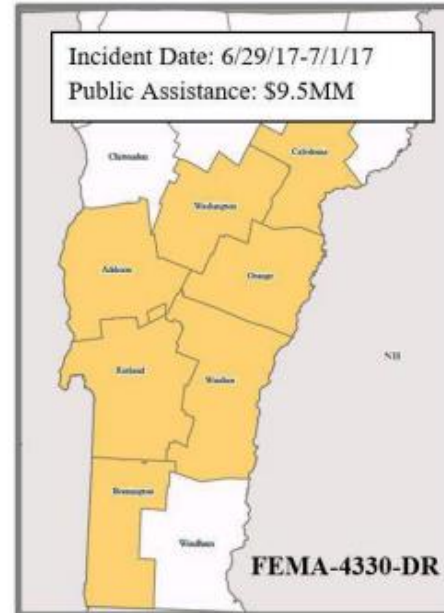 Incident Date: 6/29/17-7/1/17
Public Assistance: $9.5MM
Chittenden
Caledonia
Washington
Addison
Orange
NH
Rutland
Windsor
Bennington
Windham
FEMA-4330-DR